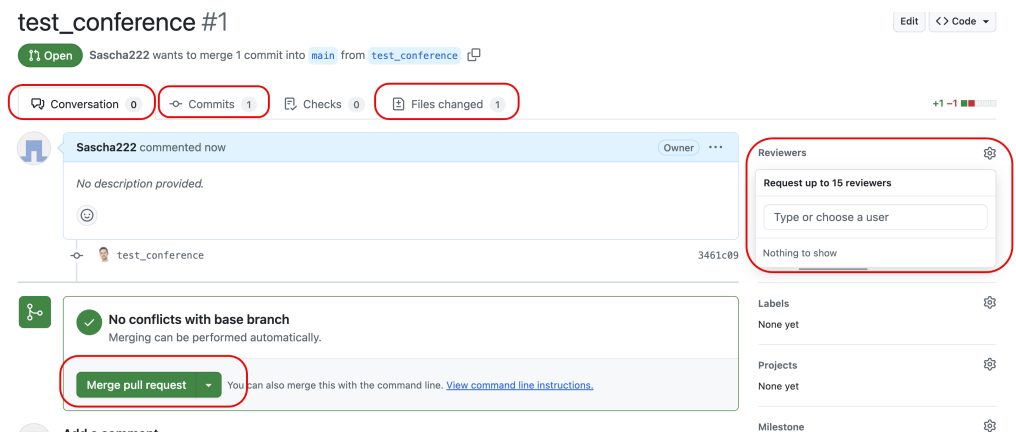 test_conference #1
Edit
<> Code
Open
Sascha222 wants to merge 1 commit into main from test_conference
Conversation 0
Commits 1
Checks 0
Files changed 1
+1 −1
Sascha222 commented now
Owner
No description provided.
test_conference
3461c09
No conflicts with base branch
Merging can be performed automatically.
Merge pull request
You can also merge this with the command line. View command line instructions.
Add a comment
Reviewers
Request up to 15 reviewers
Type or choose a user
Nothing to show
Labels
None yet
Projects
None yet
Milestone